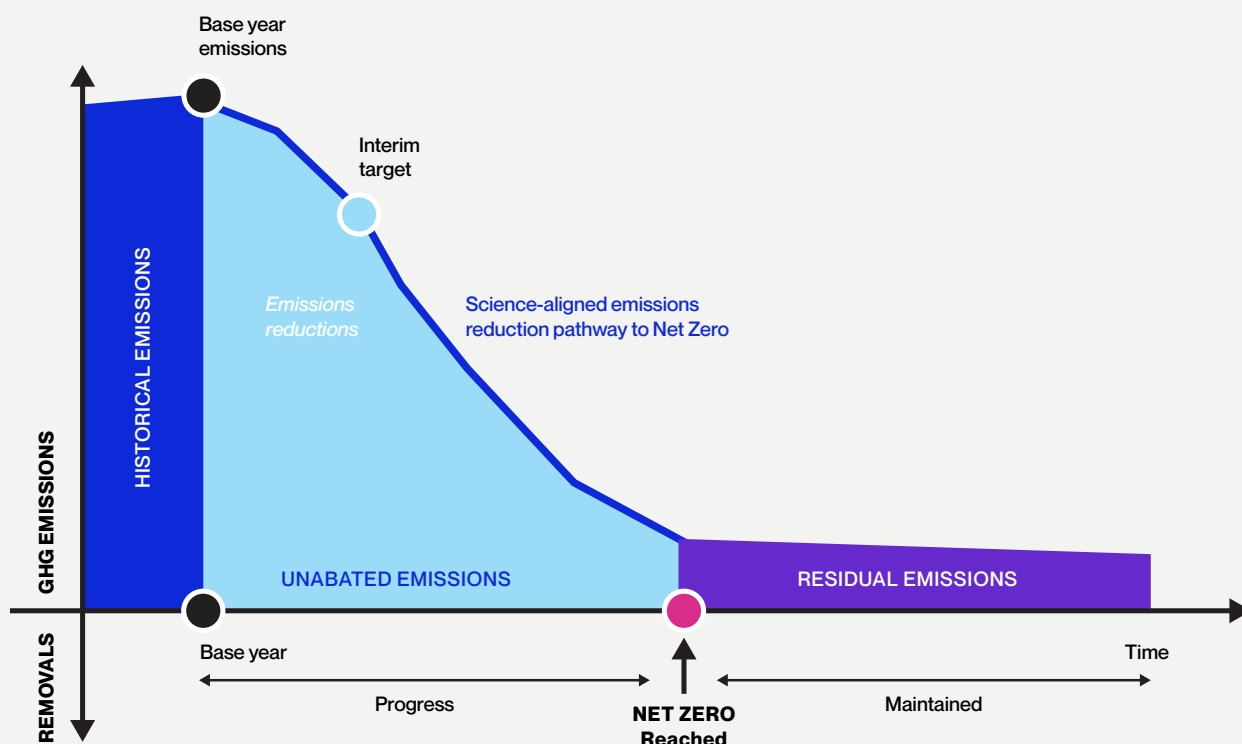 Base year
emissions
Interim
target
Emissions
reductions
Science-aligned emissions
reduction pathway to Net Zero
HISTORICAL EMISSIONS
GHG EMISSIONS
UNABATED EMISSIONS
RESIDUAL EMISSIONS
REMOVALS
Base year
Time
Progress
Maintained
NET ZERO
Reached